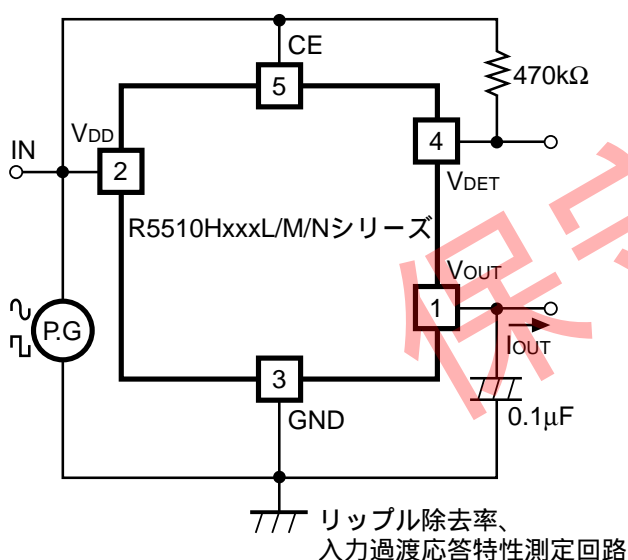 CE
5
470kΩ
VDD
IN
2
4
VDET
R5510HxxxL/M/Nシリーズ
VOUT
1
P.G
IOUT
3
GND
0.1μF
リップル除去率、
入力過渡応答特性測定回路
保